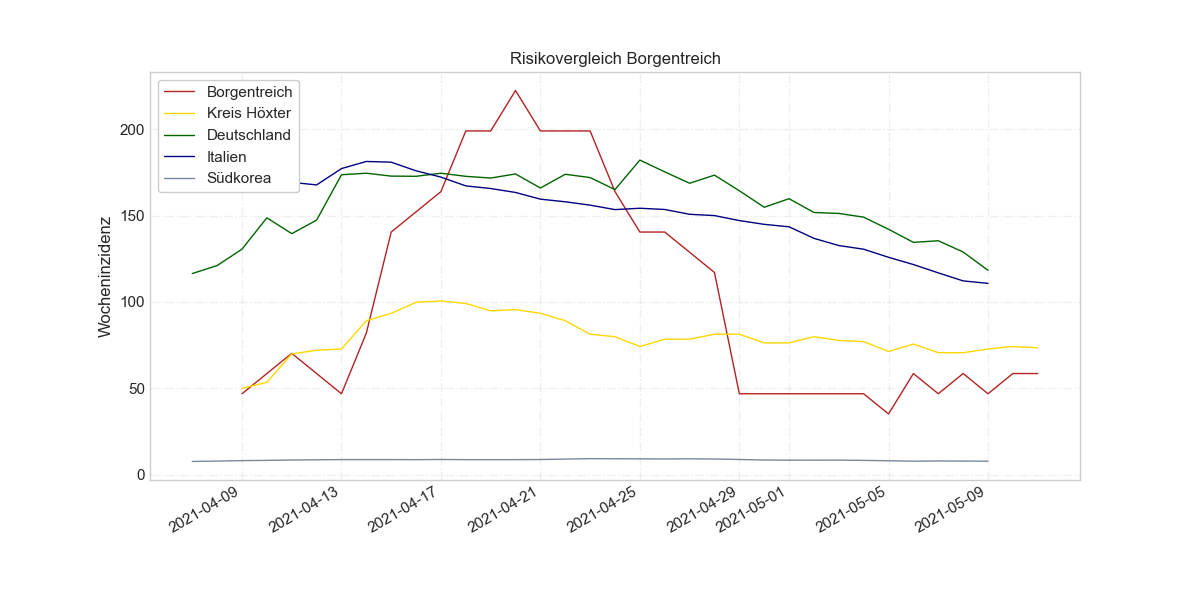 Risikovergleich Borgentreich
Borgentreich
Kreis Höxter
Deutschland
Italien
Südkorea
Wocheninzidenz
200
150
100
50
0
2021-04-09
2021-04-13
2021-04-17
2021-04-21
2021-04-25
2021-04-29
2021-05-01
2021-05-05
2021-05-09